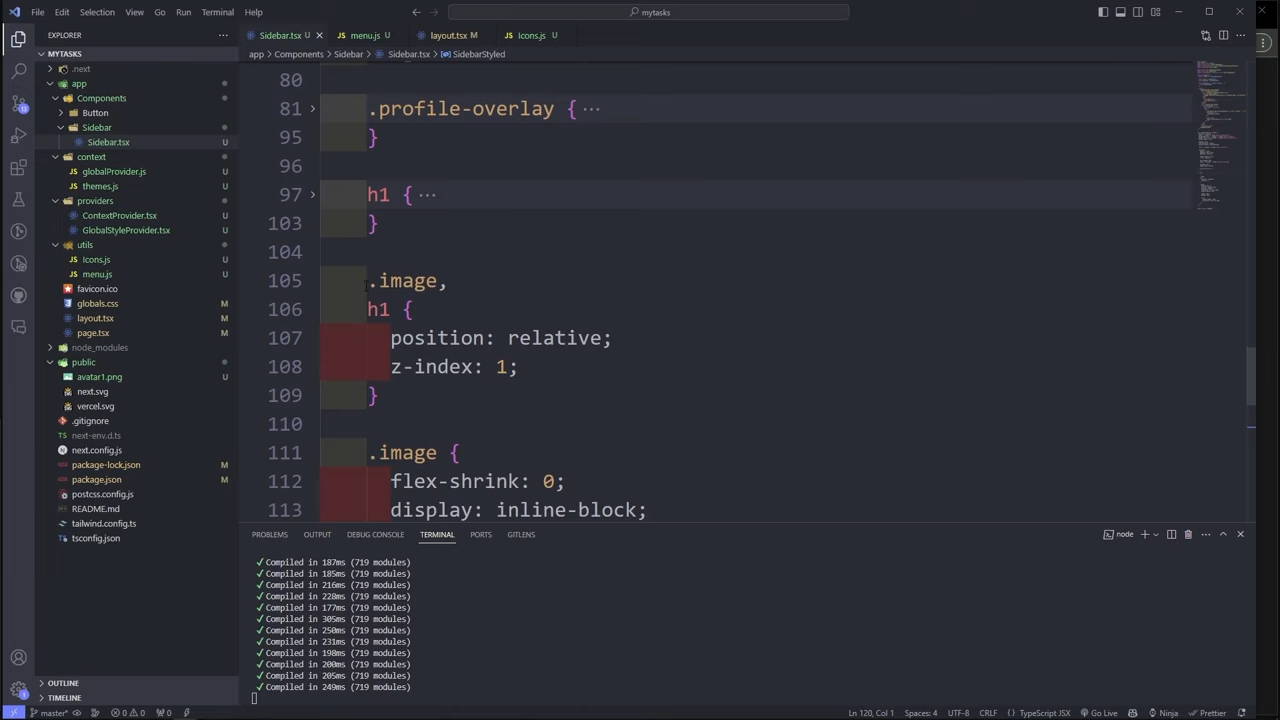 File Edit Selection View Go Run Terminal Help
mytasks
EXPLORER
MYTASKS
.next
app
Components
Button
Sidebar
Sidebar.tsx U
context
globalProvider.js U
themes.js U
providers
ContextProvider.tsx U
GlobalStyleProvider.tsx U
utils
Icons.js U
menu.js U
favicon.ico
globals.css M
layout.tsx M
page.tsx M
node_modules
public
avatar1.png U
next.svg
vercel.svg
.gitignore
next-env.d.ts
next.config.js
package-lock.json M
package.json M
postcss.config.js
README.md
tailwind.config.ts
tsconfig.json
OUTLINE
TIMELINE
Sidebar.tsx U menu.js U layout.tsx M Icons.js U
app > Components > Sidebar > Sidebar.tsx > SidebarStyled
80
81 .profile-overlay { ···
95 }
96
97 h1 { ···
103 }
104
105 .image,
106 h1 {
107 position: relative;
108 z-index: 1;
109 }
110
111 .image {
112 flex-shrink: 0;
113 display: inline-block;
PROBLEMS OUTPUT DEBUG CONSOLE TERMINAL PORTS GITLENS
node
✓ Compiled in 187ms (719 modules)
✓ Compiled in 185ms (719 modules)
✓ Compiled in 216ms (719 modules)
✓ Compiled in 228ms (719 modules)
✓ Compiled in 177ms (719 modules)
✓ Compiled in 305ms (719 modules)
✓ Compiled in 250ms (719 modules)
✓ Compiled in 231ms (719 modules)
✓ Compiled in 198ms (719 modules)
✓ Compiled in 200ms (719 modules)
✓ Compiled in 205ms (719 modules)
✓ Compiled in 249ms (719 modules)
master* 0 0 0 Ln 120, Col 1 Spaces: 4 UTF-8 CRLF TypeScript JSX Go Live Ninja Prettier